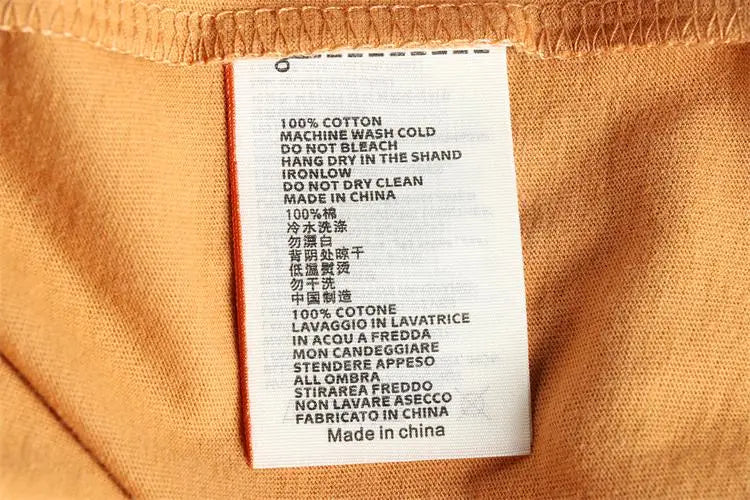 100% COTTON
MACHINE WASH COLD
DO NOT BLEACH
HANG DRY IN THE SHAND
IRONLOW
DO NOT DRY CLEAN
MADE IN CHINA
100%棉
冷水洗涤
勿漂白
背阴处晾干
低温熨烫
勿干洗
中国制造
100% COTONE
LAVAGGIO IN LAVATRICE
IN ACQU A FREDDA
MON CANDEGGIARE
STENDERE APPESO
ALL OMBRA
STIRAREA FREDDO
NON LAVARE ASECCO
FABRICATO IN CHINA
Made in china